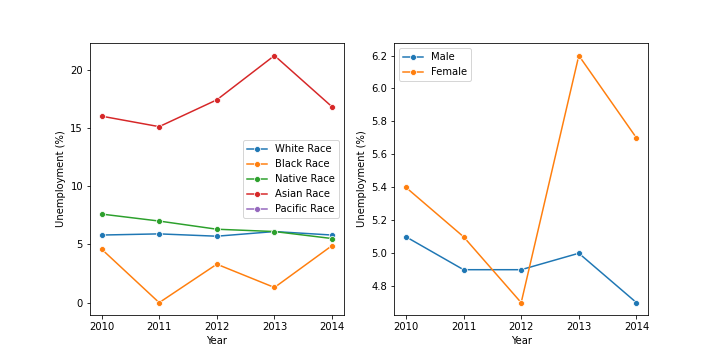 20
15
10
5
0
Unemployment (%)
White Race
Black Race
Native Race
Asian Race
Pacific Race
2010 2011 2012 2013 2014
Year
6.2
6.0
5.8
5.6
5.4
5.2
5.0
4.8
Unemployment (%)
Male
Female
2010 2011 2012 2013 2014
Year